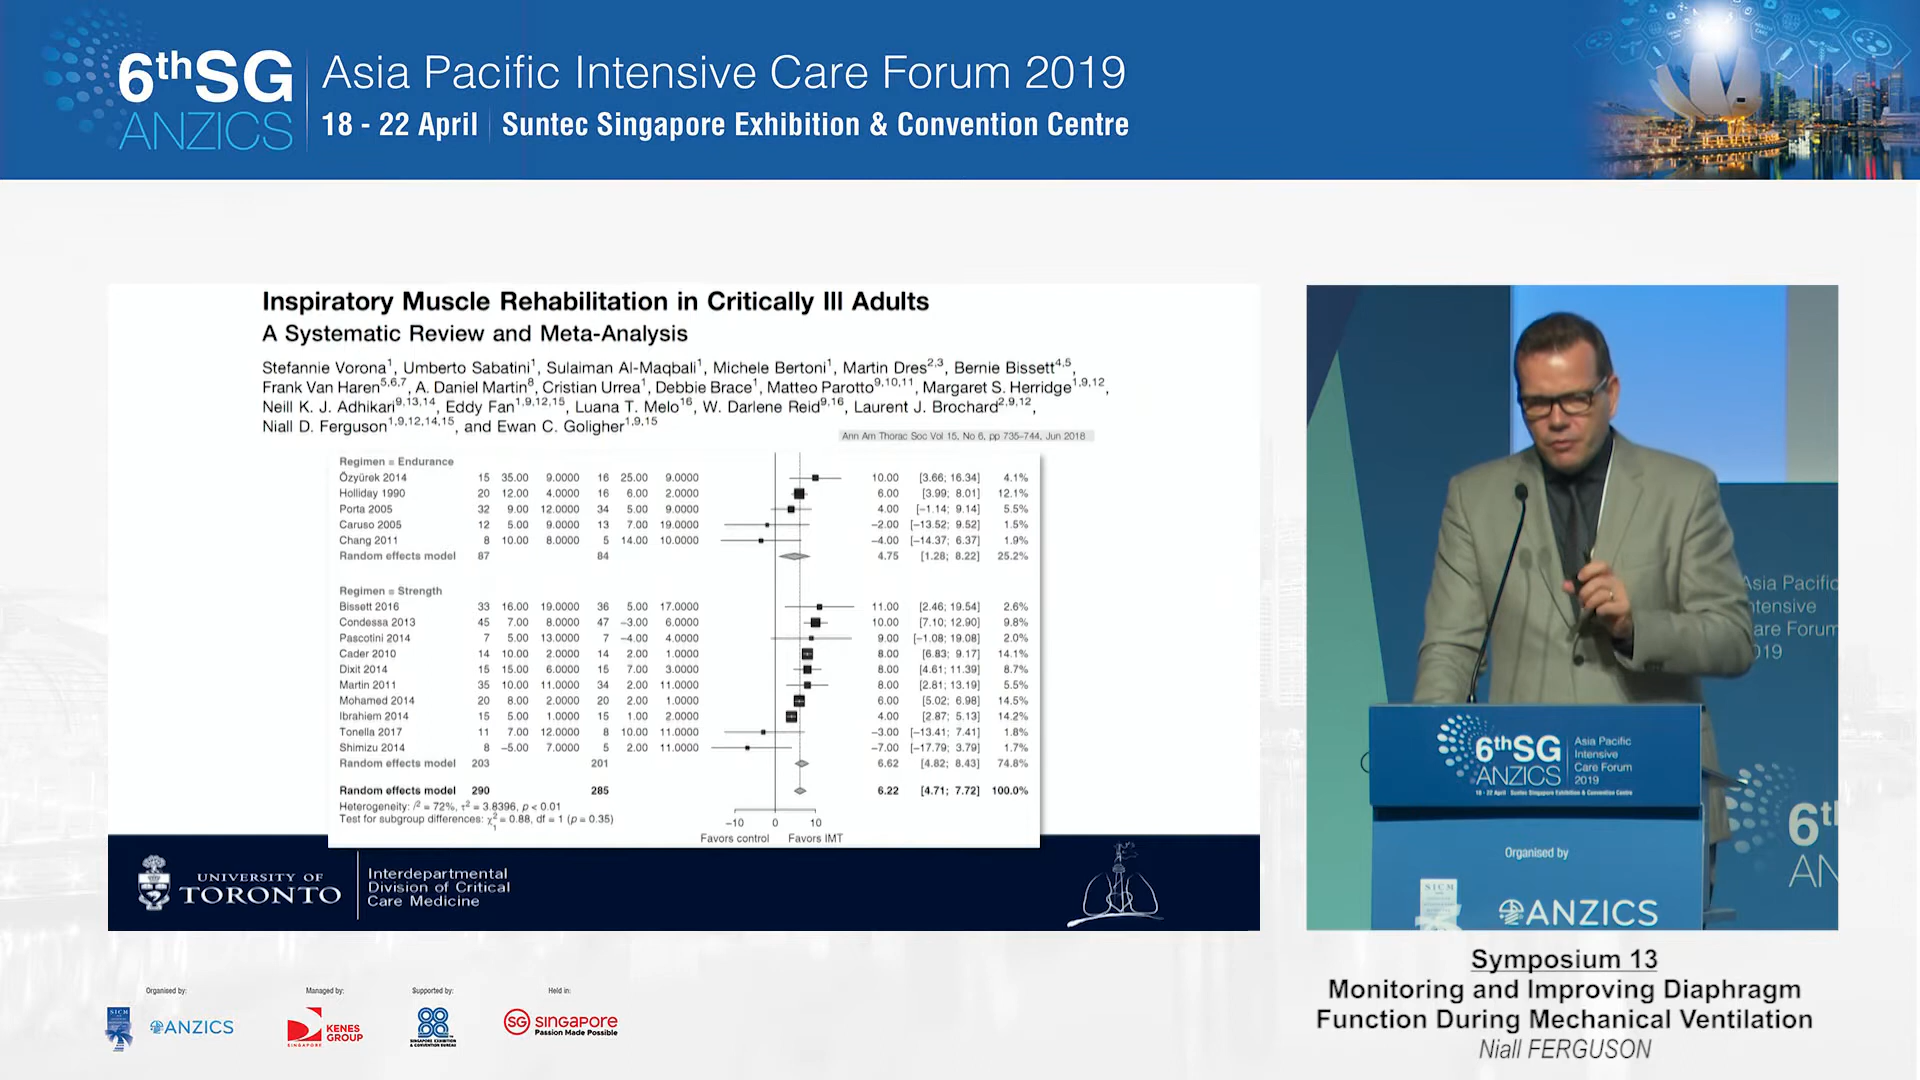 6thSG
ANZICS
Asia Pacific Intensive Care Forum 2019
18 - 22 April | Suntec Singapore Exhibition & Convention Centre
Inspiratory Muscle Rehabilitation in Critically Ill Adults
A Systematic Review and Meta-Analysis
Stefannie Vorona1, Umberto Sabatini1, Sulaiman Al-Maqbali1, Michele Bertoni1, Martin Dres2,3, Bernie Bissett4,5,
Frank Van Haren5,6,7, A. Daniel Martin8, Cristian Urrea1, Debbie Brace1, Matteo Parotto9,10,11, Margaret S. Herridge1,9,12,
Neill K. J. Adhikari9,13,14, Eddy Fan1,9,12,15, Luana T. Melo16, W. Darlene Reid9,16, Laurent J. Brochard2,9,12,
Niall D. Ferguson1,9,12,14,15, and Ewan C. Goligher1,9,15
Ann Am Thorac Soc Vol 15, No 6, pp 735–744, Jun 2018
Regimen = Endurance
Özyürek 2014 15 35.00 9.0000 16 25.00 9.0000 10.00 [3.66; 16.34] 4.1%
Holliday 1990 20 12.00 4.0000 16 6.00 2.0000 6.00 [3.99; 8.01] 12.1%
Porta 2005 32 9.00 12.0000 34 5.00 9.0000 4.00 [−1.14; 9.14] 5.5%
Caruso 2005 12 5.00 9.0000 13 7.00 19.0000 −2.00 [−13.52; 9.52] 1.5%
Chang 2011 8 10.00 8.0000 5 14.00 10.0000 −4.00 [−14.37; 6.37] 1.9%
Random effects model 87 84 4.75 [1.28; 8.22] 25.2%
Regimen = Strength
Bissett 2016 33 16.00 19.0000 36 5.00 17.0000 11.00 [2.46; 19.54] 2.6%
Condessa 2013 45 7.00 8.0000 47 −3.00 6.0000 10.00 [7.10; 12.90] 9.8%
Pascotini 2014 7 5.00 13.0000 7 −4.00 4.0000 9.00 [−1.08; 19.08] 2.0%
Cader 2010 14 10.00 2.0000 14 2.00 1.0000 8.00 [6.83; 9.17] 14.1%
Dixit 2014 15 15.00 6.0000 15 7.00 3.0000 8.00 [4.61; 11.39] 8.7%
Martin 2011 35 10.00 11.0000 34 2.00 11.0000 8.00 [2.81; 13.19] 5.5%
Mohamed 2014 20 8.00 2.0000 20 2.00 1.0000 6.00 [5.02; 6.98] 14.5%
Ibrahiem 2014 15 5.00 1.0000 15 1.00 2.0000 4.00 [2.87; 5.13] 14.2%
Tonella 2017 11 7.00 12.0000 8 10.00 11.0000 −3.00 [−13.41; 7.41] 1.8%
Shimizu 2014 8 −5.00 7.0000 5 2.00 11.0000 −7.00 [−17.79; 3.79] 1.7%
Random effects model 203 201 6.62 [4.82; 8.43] 74.8%
Random effects model 290 285 6.22 [4.71; 7.72] 100.0%
Heterogeneity: I2 = 72%, τ2 = 3.8396, p < 0.01
Test for subgroup differences: χ21 = 0.88, df = 1 (p = 0.35)
−10 0 10
Favors control Favors IMT
UNIVERSITY OF
TORONTO
Interdepartmental
Division of Critical
Care Medicine
Asia Pacific
ntensive
are Forum
019
6thSG
ANZICS
Asia Pacific
Intensive
Care Forum
2019
18 - 22 April Suntec Singapore Exhibition & Convention Centre
Organised by
SICM
ANZICS
6t
AN
Symposium 13
Monitoring and Improving Diaphragm
Function During Mechanical Ventilation
Niall FERGUSON
Organised by:
SICM
ANZICS
Managed by:
KENES
GROUP
SINGAPORE
Supported by:
SINGAPORE EXHIBITION
& CONVENTION BUREAU
Held in:
SG singapore
Passion Made Possible